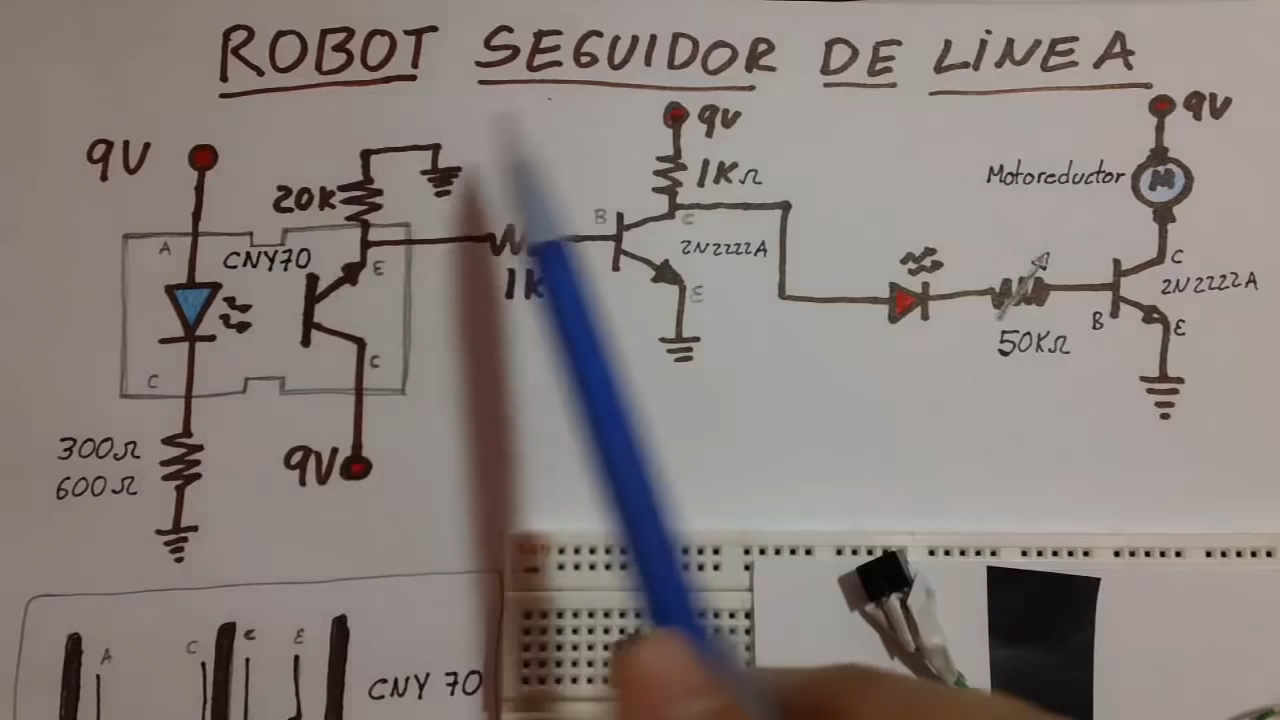 ROBOT SEGUIDOR DE LíNEA
9V
20K
A
CNY70
E
C
C
300Ω
600Ω
9V
1K
9V
1KΩ
B
C
2N2222A
E
50KΩ
9V
Motoreductor
M
C
2N2222A
B
E
A
C
C
E
CNY 70